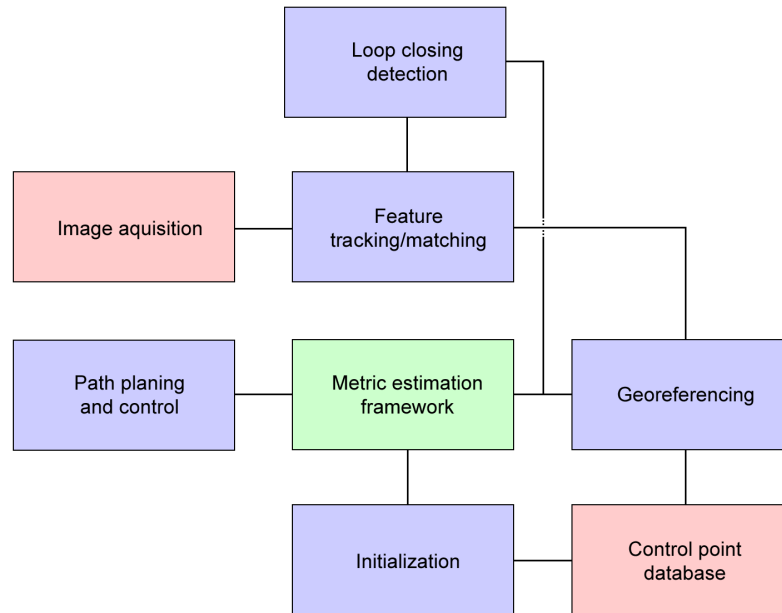 Loop closing
detection
Image aquisition
Feature
tracking/matching
Path planing
and control
Metric estimation
framework
Georeferencing
Initialization
Control point
database